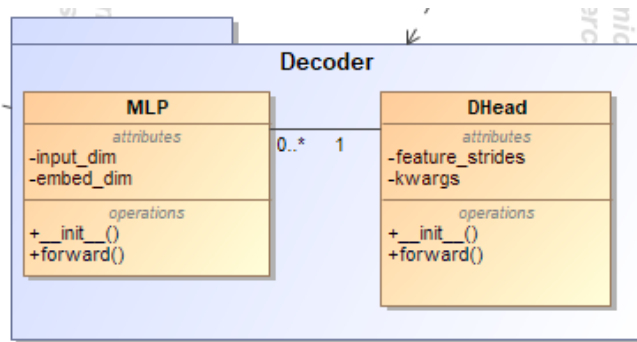 Decoder
MLP
attributes
-input_dim
-embed_dim
operations
+__init__()
+forward()
0..* 1
DHead
attributes
-feature_strides
-kwargs
operations
+__init__()
+forward()